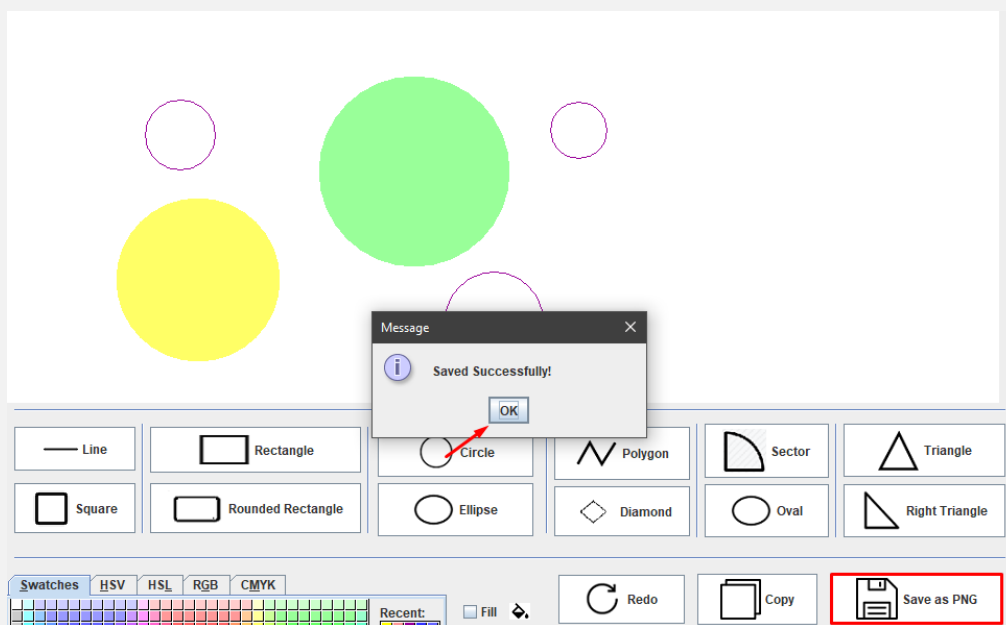 Message
Saved Successfully!
OK
Line
Rectangle
Circle
Polygon
Sector
Triangle
Square
Rounded Rectangle
Ellipse
Diamond
Oval
Right Triangle
Swatches HSV HSL RGB CMYK
Recent:
Fill
Redo
Copy
Save as PNG